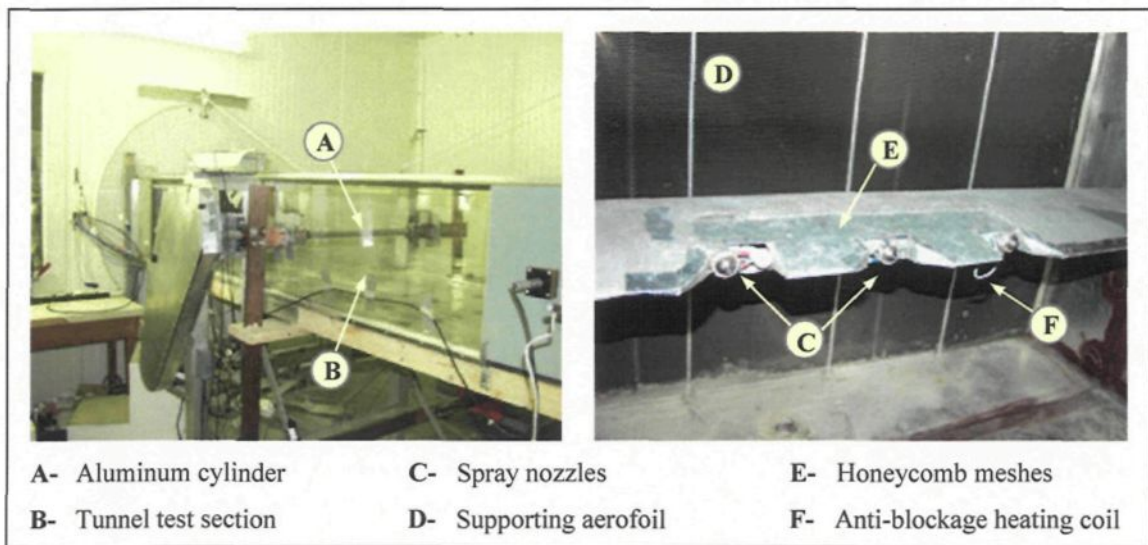 A
B
D
E
C
F
A- Aluminum cylinder C- Spray nozzles E- Honeycomb meshes
B- Tunnel test section D- Supporting aerofoil F- Anti-blockage heating coil